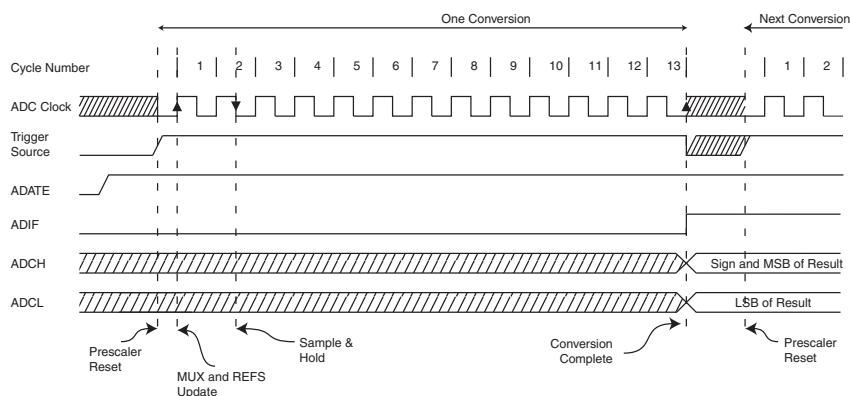 One Conversion
Next Conversion
Cycle Number
1 2 3 4 5 6 7 8 9 10 11 12 13 1 2
ADC Clock
Trigger
Source
ADATE
ADIF
ADCH
Sign and MSB of Result
ADCL
LSB of Result
Prescaler
Reset
MUX and REFS
Update
Sample &
Hold
Conversion
Complete
Prescaler
Reset